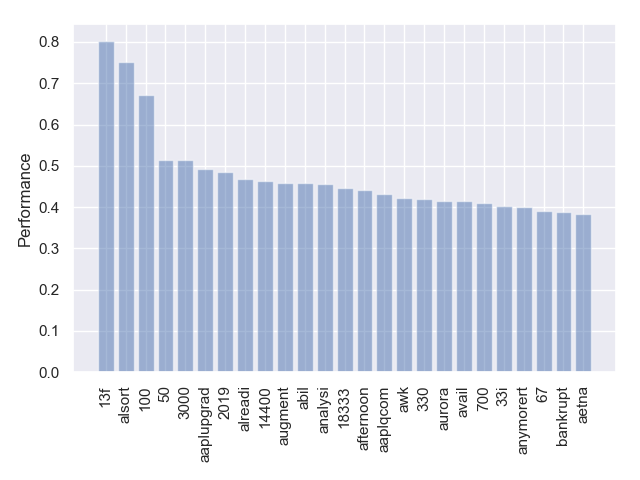 0.8
0.7
0.6
0.5
0.4
0.3
0.2
0.1
0.0
Performance
13f
alsort
100
50
3000
aaplupgrad
2019
alreadi
14400
augment
abil
analysi
18333
afternoon
aaplqcom
awk
330
aurora
avail
700
33i
anymorert
67
bankrupt
aetna